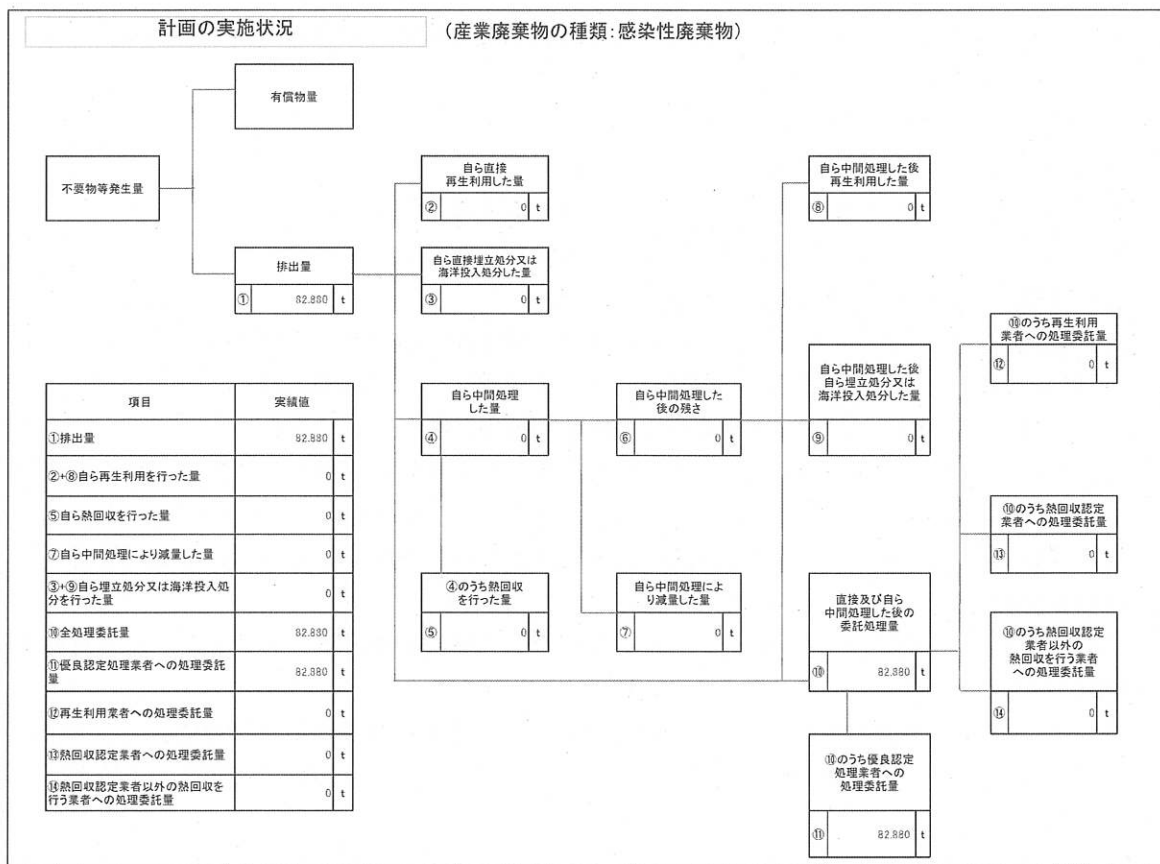 計画の実施状況
(産業廃棄物の種類:感染性廃棄物)
有償物量
不要物等発生量
排出量
① 82.880 t
自ら直接
再生利用した量
② 0 t
自ら直接埋立処分又は
海洋投入処分した量
③ 0 t
自ら中間処理した後
再生利用した量
⑧ 0 t
自ら中間処理
した量
④ 0 t
自ら中間処理した
後の残さ
⑥ 0 t
自ら中間処理した後
自ら埋立処分又は
海洋投入処分した量
⑨ 0 t
⑩のうち再生利用
業者への処理委託量
⑫ 0 t
⑩のうち熱回収認定
業者への処理委託量
⑬ 0 t
④のうち熱回収
を行った量
⑤ 0 t
自ら中間処理によ
り減量した量
⑦ 0 t
直接及び自ら
中間処理した後の
委託処理量
⑩ 82.880 t
⑩のうち熱回収認定
業者以外の
熱回収を行う業者
への処理委託量
⑭ 0 t
⑩のうち優良認定
処理業者への
処理委託量
⑪ 82.880 t
項目 実績値
①排出量 82.880 t
②+⑧自ら再生利用を行った量 0 t
⑤自ら熱回収を行った量 0 t
⑦自ら中間処理により減量した量 0 t
③+⑨自ら埋立処分又は海洋投入処
分を行った量 0 t
⑩全処理委託量 82.880 t
⑪優良認定処理業者への処理委託
量 82.880 t
⑫再生利用業者への処理委託量 0 t
⑬熱回収認定業者への処理委託量 0 t
⑭熱回収認定業者以外の熱回収を
行う業者への処理委託量 0 t